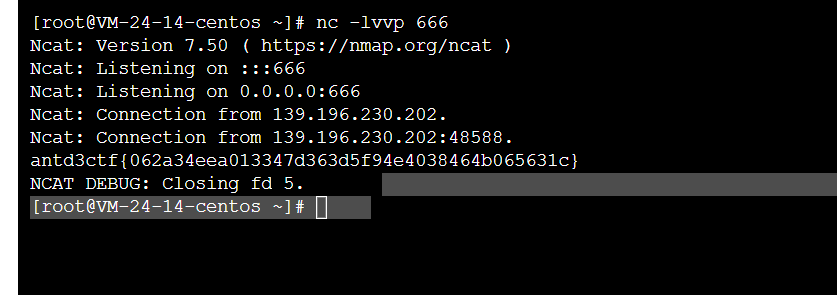 [root@VM-24-14-centos ~]# nc -lvvp 666
Ncat: Version 7.50 ( https://nmap.org/ncat )
Ncat: Listening on :::666
Ncat: Listening on 0.0.0.0:666
Ncat: Connection from 139.196.230.202.
Ncat: Connection from 139.196.230.202:48588.
antd3ctf{062a34eea013347d363d5f94e4038464b065631c}
NCAT DEBUG: Closing fd 5.
[root@VM-24-14-centos ~]#